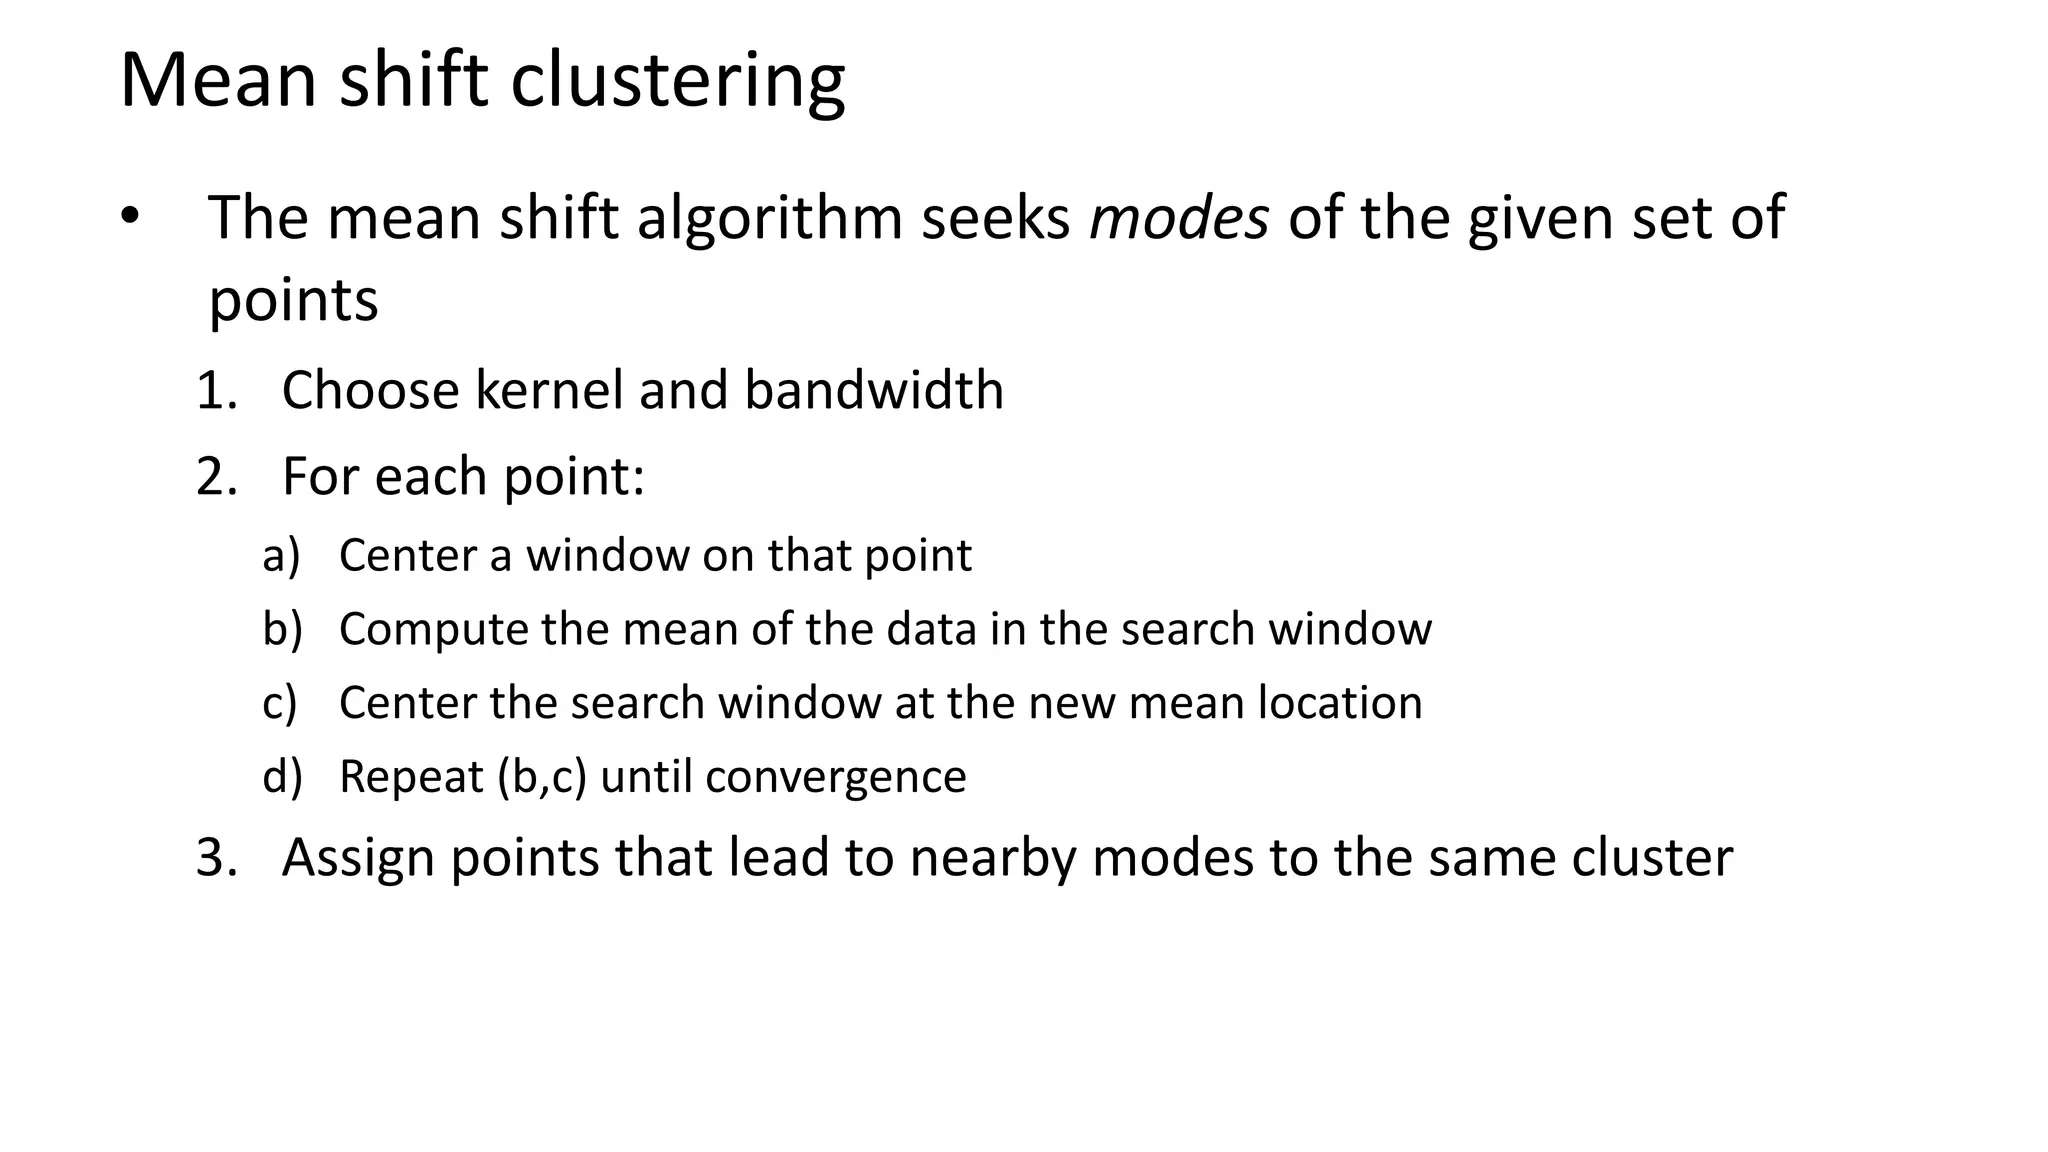 Mean shift clustering
• The mean shift algorithm seeks modes of the given set of
points
1. Choose kernel and bandwidth
2. For each point:
a) Center a window on that point
b) Compute the mean of the data in the search window
c) Center the search window at the new mean location
d) Repeat (b,c) until convergence
3. Assign points that lead to nearby modes to the same cluster